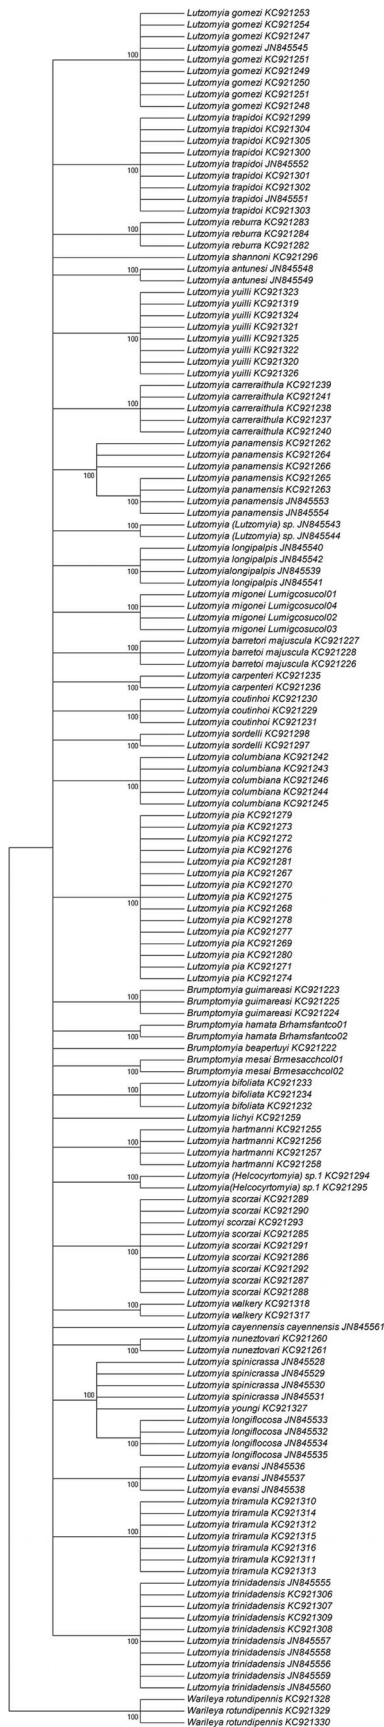 Lutzomyia gomezi KC921253
Lutzomyia gomezi KC921254
Lutzomyia gomezi KC921247
Lutzomyia gomezi JN845545
Lutzomyia gomezi KC921251
Lutzomyia gomezi KC921249
Lutzomyia gomezi KC921250
Lutzomyia gomezi KC921251
Lutzomyia gomezi KC921248
100
Lutzomyia trapidoi KC921299
Lutzomyia trapidoi KC921304
Lutzomyia trapidoi KC921305
Lutzomyia trapidoi KC921300
Lutzomyia trapidoi JN845552
Lutzomyia trapidoi KC921301
Lutzomyia trapidoi KC921302
Lutzomyia trapidoi JN845551
Lutzomyia trapidoi KC921303
100
Lutzomyia reburra KC921283
Lutzomyia reburra KC921284
Lutzomyia reburra KC921282
100
Lutzomyia shannoni KC921296
Lutzomyia antunesi JN845548
Lutzomyia antunesi JN845549
100
Lutzomyia yuilli KC921323
Lutzomyia yuilli KC921319
Lutzomyia yuilli KC921324
Lutzomyia yuilli KC921321
Lutzomyia yuilli KC921325
Lutzomyia yuilli KC921322
Lutzomyia yuilli KC921320
Lutzomyia yuilli KC921326
100
Lutzomyia carreraithula KC921239
Lutzomyia carreraithula KC921241
Lutzomyia carreraithula KC921238
Lutzomyia carreraithula KC921237
Lutzomyia carreraithula KC921240
100
Lutzomyia panamensis KC921262
Lutzomyia panamensis KC921264
Lutzomyia panamensis KC921266
100
Lutzomyia panamensis KC921265
Lutzomyia panamensis KC921263
Lutzomyia panamensis JN845553
Lutzomyia panamensis JN845554
100
Lutzomyia (Lutzomyia) sp. JN845543
Lutzomyia (Lutzomyia) sp. JN845544
100
Lutzomyia longipalpis JN845540
Lutzomyia longipalpis JN845542
Lutzomyialongipalpis JN845539
Lutzomyia longipalpis JN845541
100
Lutzomyia migonei Lumigcosucol01
Lutzomyia migonei Lumigcosucol04
Lutzomyia migonei Lumigcosucol02
Lutzomyia migonei Lumigcosucol03
100
Lutzomyia barretori majuscula KC921227
Lutzomyia barretoi majuscula KC921228
Lutzomyia barretoi majuscula KC921226
100
Lutzomyia carpenteri KC921235
Lutzomyia carpenteri KC921236
100
Lutzomyia coutinhoi KC921230
Lutzomyia coutinhoi KC921229
Lutzomyia coutinhoi KC921231
100
Lutzomyia sordelli KC921298
Lutzomyia sordelli KC921297
100
Lutzomyia columbiana KC921242
Lutzomyia columbiana KC921243
Lutzomyia columbiana KC921246
Lutzomyia columbiana KC921244
Lutzomyia columbiana KC921245
100
Lutzomyia pia KC921279
Lutzomyia pia KC921273
Lutzomyia pia KC921272
Lutzomyia pia KC921276
Lutzomyia pia KC921281
Lutzomyia pia KC921267
Lutzomyia pia KC921270
Lutzomyia pia KC921275
Lutzomyia pia KC921268
Lutzomyia pia KC921278
Lutzomyia pia KC921277
Lutzomyia pia KC921269
Lutzomyia pia KC921280
Lutzomyia pia KC921271
Lutzomyia pia KC921274
100
Brumptomyia guimareasi KC921223
Brumptomyia guimareasi KC921225
Brumptomyia guimareasi KC921224
100
Brumptomyia hamata Brhamsfantco01
Brumptomyia hamata Brhamsfantco02
100
Brumptomyia beapertuyi KC921222
Brumptomyia mesai Brmesacchcol01
Brumptomyia mesai Brmesacchcol02
100
Lutzomyia bifoliata KC921233
Lutzomyia bifoliata KC921234
Lutzomyia bifoliata KC921232
100
Lutzomyia lichyi KC921259
Lutzomyia hartmanni KC921255
Lutzomyia hartmanni KC921256
Lutzomyia hartmanni KC921257
Lutzomyia hartmanni KC921258
100
Lutzomyia (Helcocyrtomyia) sp.1 KC921294
Lutzomyia(Helcocyrtomyia) sp.1 KC921295
100
Lutzomyia scorzai KC921289
Lutzomyia scorzai KC921290
Lutzomyi scorzai KC921293
Lutzomyia scorzai KC921285
Lutzomyia scorzai KC921291
Lutzomyia scorzai KC921286
Lutzomyia scorzai KC921292
Lutzomyia scorzai KC921287
Lutzomyia scorzai KC921288
100
Lutzomyia walkery KC921318
Lutzomyia walkery KC921317
100
Lutzomyia cayennensis cayennensis JN845561
Lutzomyia nuneztovari KC921260
Lutzomyia nuneztovari KC921261
100
Lutzomyia spinicrassa JN845528
Lutzomyia spinicrassa JN845529
Lutzomyia spinicrassa JN845530
Lutzomyia spinicrassa JN845531
Lutzomyia youngi KC921327
100
Lutzomyia longiflocosa JN845533
Lutzomyia longiflocosa JN845532
Lutzomyia longiflocosa JN845534
Lutzomyia longiflocosa JN845535
100
Lutzomyia evansi JN845536
Lutzomyia evansi JN845537
Lutzomyia evansi JN845538
100
Lutzomyia triramula KC921310
Lutzomyia triramula KC921314
Lutzomyia triramula KC921312
Lutzomyia triramula KC921315
Lutzomyia triramula KC921316
Lutzomyia triramula KC921311
Lutzomyia triramula KC921313
100
Lutzomyia trinidadensis JN845555
Lutzomyia trinidadensis KC921306
Lutzomyia trinidadensis KC921307
Lutzomyia trinidadensis KC921309
Lutzomyia trinidadensis KC921308
Lutzomyia trinidadensis JN845557
Lutzomyia trinidadensis JN845558
Lutzomyia trinidadensis JN845556
Lutzomyia trinidadensis JN845559
Lutzomyia trinidadensis JN845560
100
Warileya rotundipennis KC921328
Warileya rotundipennis KC921329
Warileya rotundipennis KC921330
100